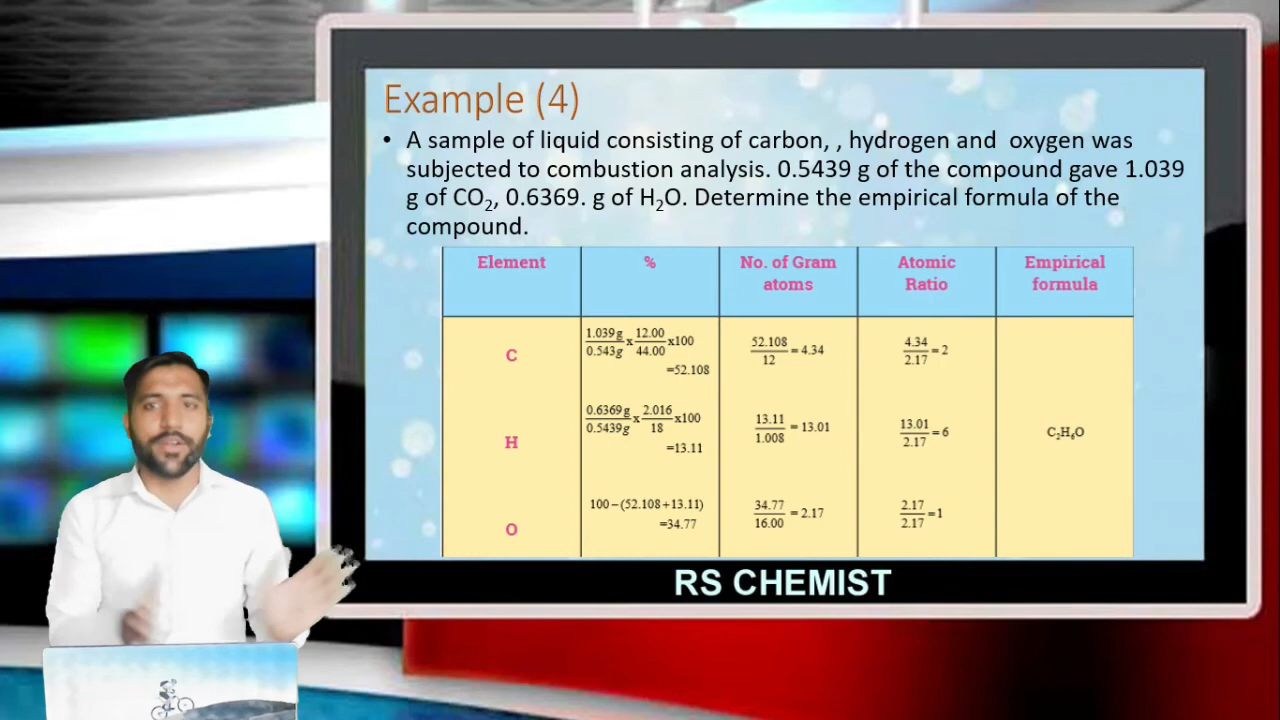 Example (4)
• A sample of liquid consisting of carbon, , hydrogen and oxygen was
subjected to combustion analysis. 0.5439 g of the compound gave 1.039
g of CO₂, 0.6369. g of H₂O. Determine the empirical formula of the
compound.
Element % No. of Gram atoms Atomic Ratio Empirical formula
C 1.039g/0.543g x 12.00/44.00 x100 =52.108 52.108/12 = 4.34 4.34/2.17 = 2
H 0.6369g/0.5439g x 2.016/18 x100 =13.11 13.11/1.008 = 13.01 13.01/2.17 = 6 C₂H₆O
O 100−(52.108+13.11) =34.77 34.77/16.00 = 2.17 2.17/2.17 =1
RS CHEMIST